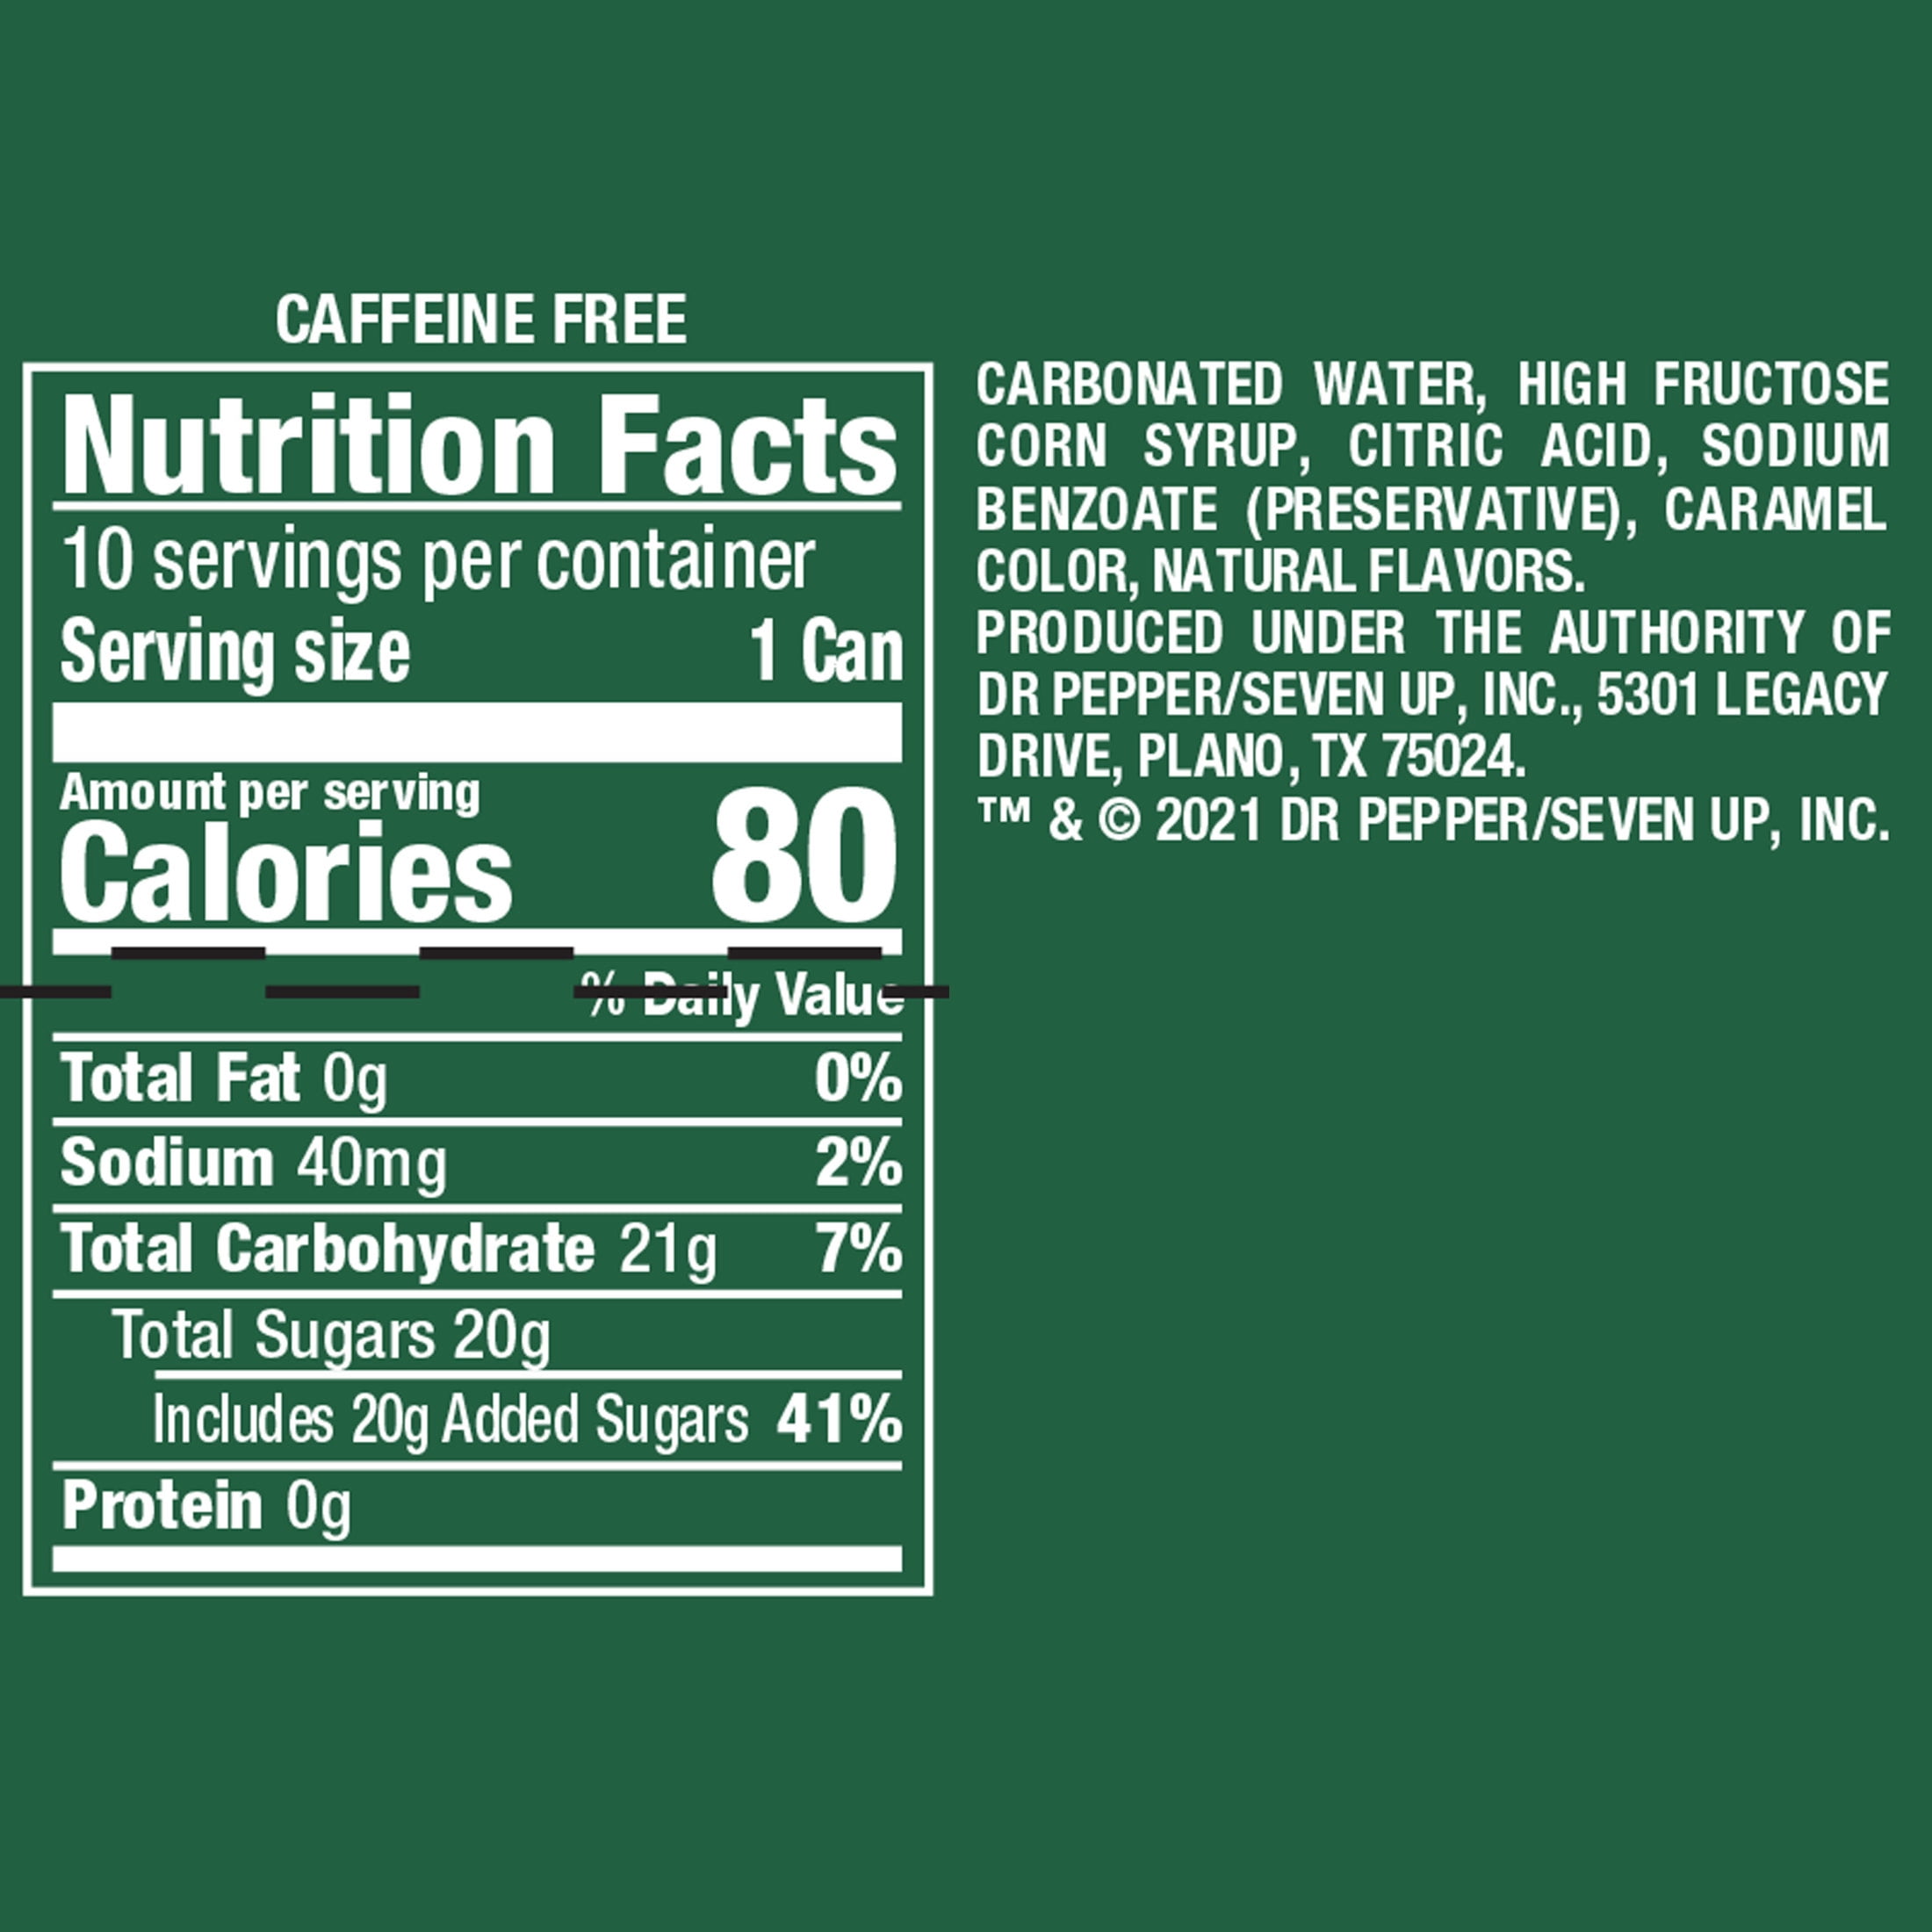 CAFFEINE FREE
Nutrition Facts
10 servings per container
Serving size 1 Can
Amount per serving
Calories 80
% Daily Value
Total Fat 0g 0%
Sodium 40mg 2%
Total Carbohydrate 21g 7%
Total Sugars 20g
Includes 20g Added Sugars 41%
Protein 0g
CARBONATED WATER, HIGH FRUCTOSE
CORN SYRUP, CITRIC ACID, SODIUM
BENZOATE (PRESERVATIVE), CARAMEL
COLOR, NATURAL FLAVORS.
PRODUCED UNDER THE AUTHORITY OF
DR PEPPER/SEVEN UP, INC., 5301 LEGACY
DRIVE, PLANO, TX 75024.
™ & © 2021 DR PEPPER/SEVEN UP, INC.